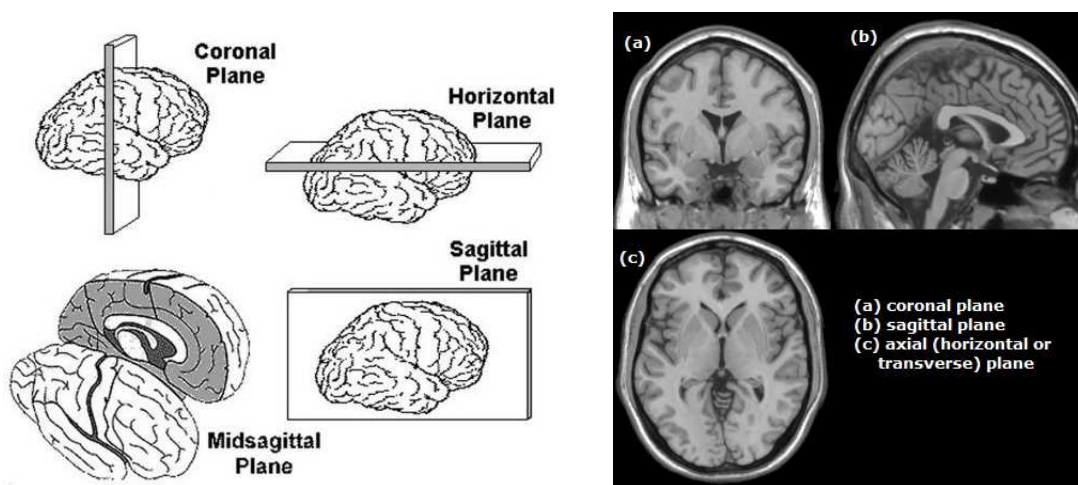 Coronal
Plane
Horizontal
Plane
Sagittal
Plane
Midsagittal
Plane
(a)
(b)
(c)
(a) coronal plane
(b) sagittal plane
(c) axial (horizontal or
transverse) plane